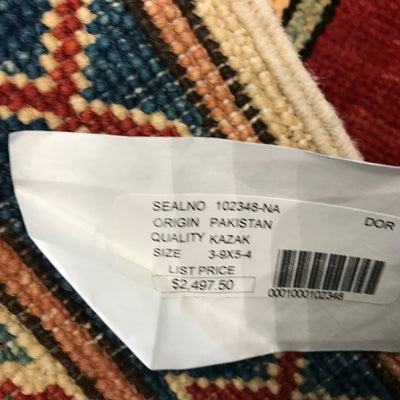 SEALNO 102348-NA
ORIGIN PAKISTAN DOR
QUALITY KAZAK
SIZE 3-9X5-4
LIST PRICE
$2,497.50
0001000102348